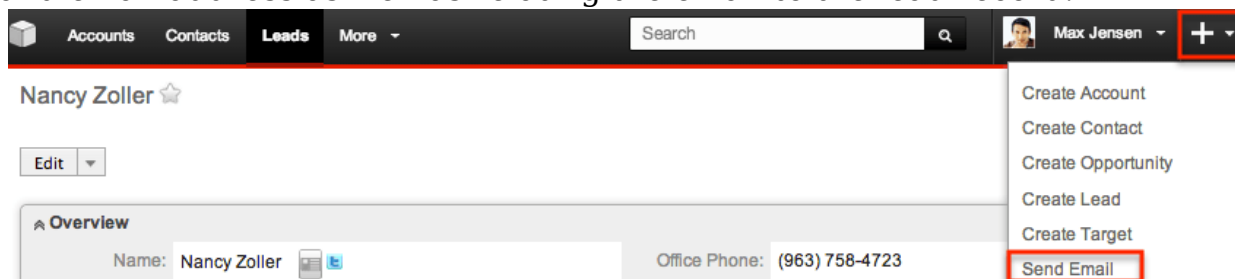 Accounts Contacts Leads More Search Max Jensen
Nancy Zoller
Create Account
Create Contact
Edit
Create Opportunity
Create Lead
Overview
Create Target
Name: Nancy Zoller Office Phone: (963) 758-4723
Send Email